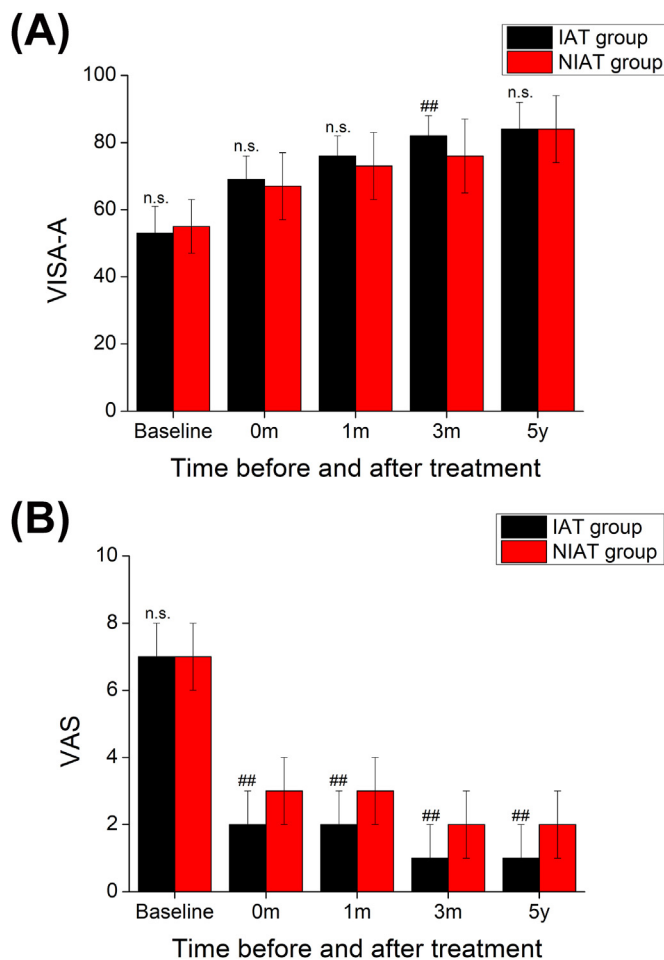 (A)
IAT group
NIAT group
100
80
60
40
20
0
VISA-A
n.s.
n.s.
n.s.
##
n.s.
Baseline
0m
1m
3m
5y
Time before and after treatment
(B)
IAT group
NIAT group
10
8
6
4
2
0
VAS
n.s.
##
##
##
##
Baseline
0m
1m
3m
5y
Time before and after treatment